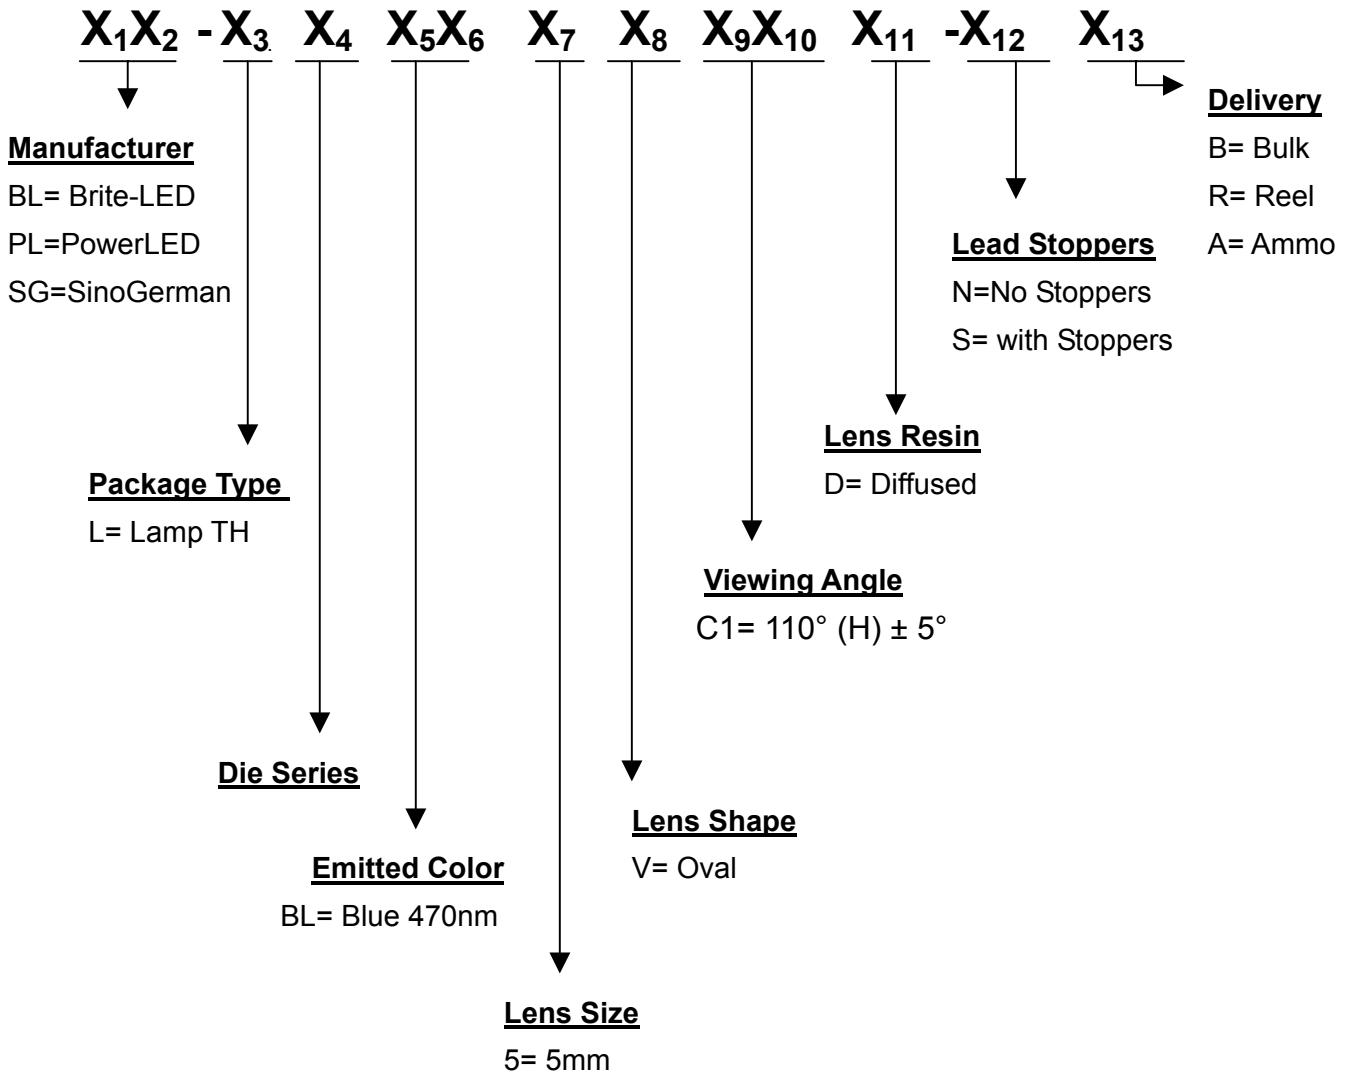 X1X2 - X3 X4 X5X6 X7 X8 X9X10 X11 -X12 X13
Manufacturer
BL= Brite-LED
PL=PowerLED
SG=SinoGerman
Package Type
L= Lamp TH
Die Series
Emitted Color
BL= Blue 470nm
Lens Size
5= 5mm
Lens Shape
V= Oval
Viewing Angle
C1= 110° (H) ± 5°
Lens Resin
D= Diffused
Lead Stoppers
N=No Stoppers
S= with Stoppers
Delivery
B= Bulk
R= Reel
A= Ammo